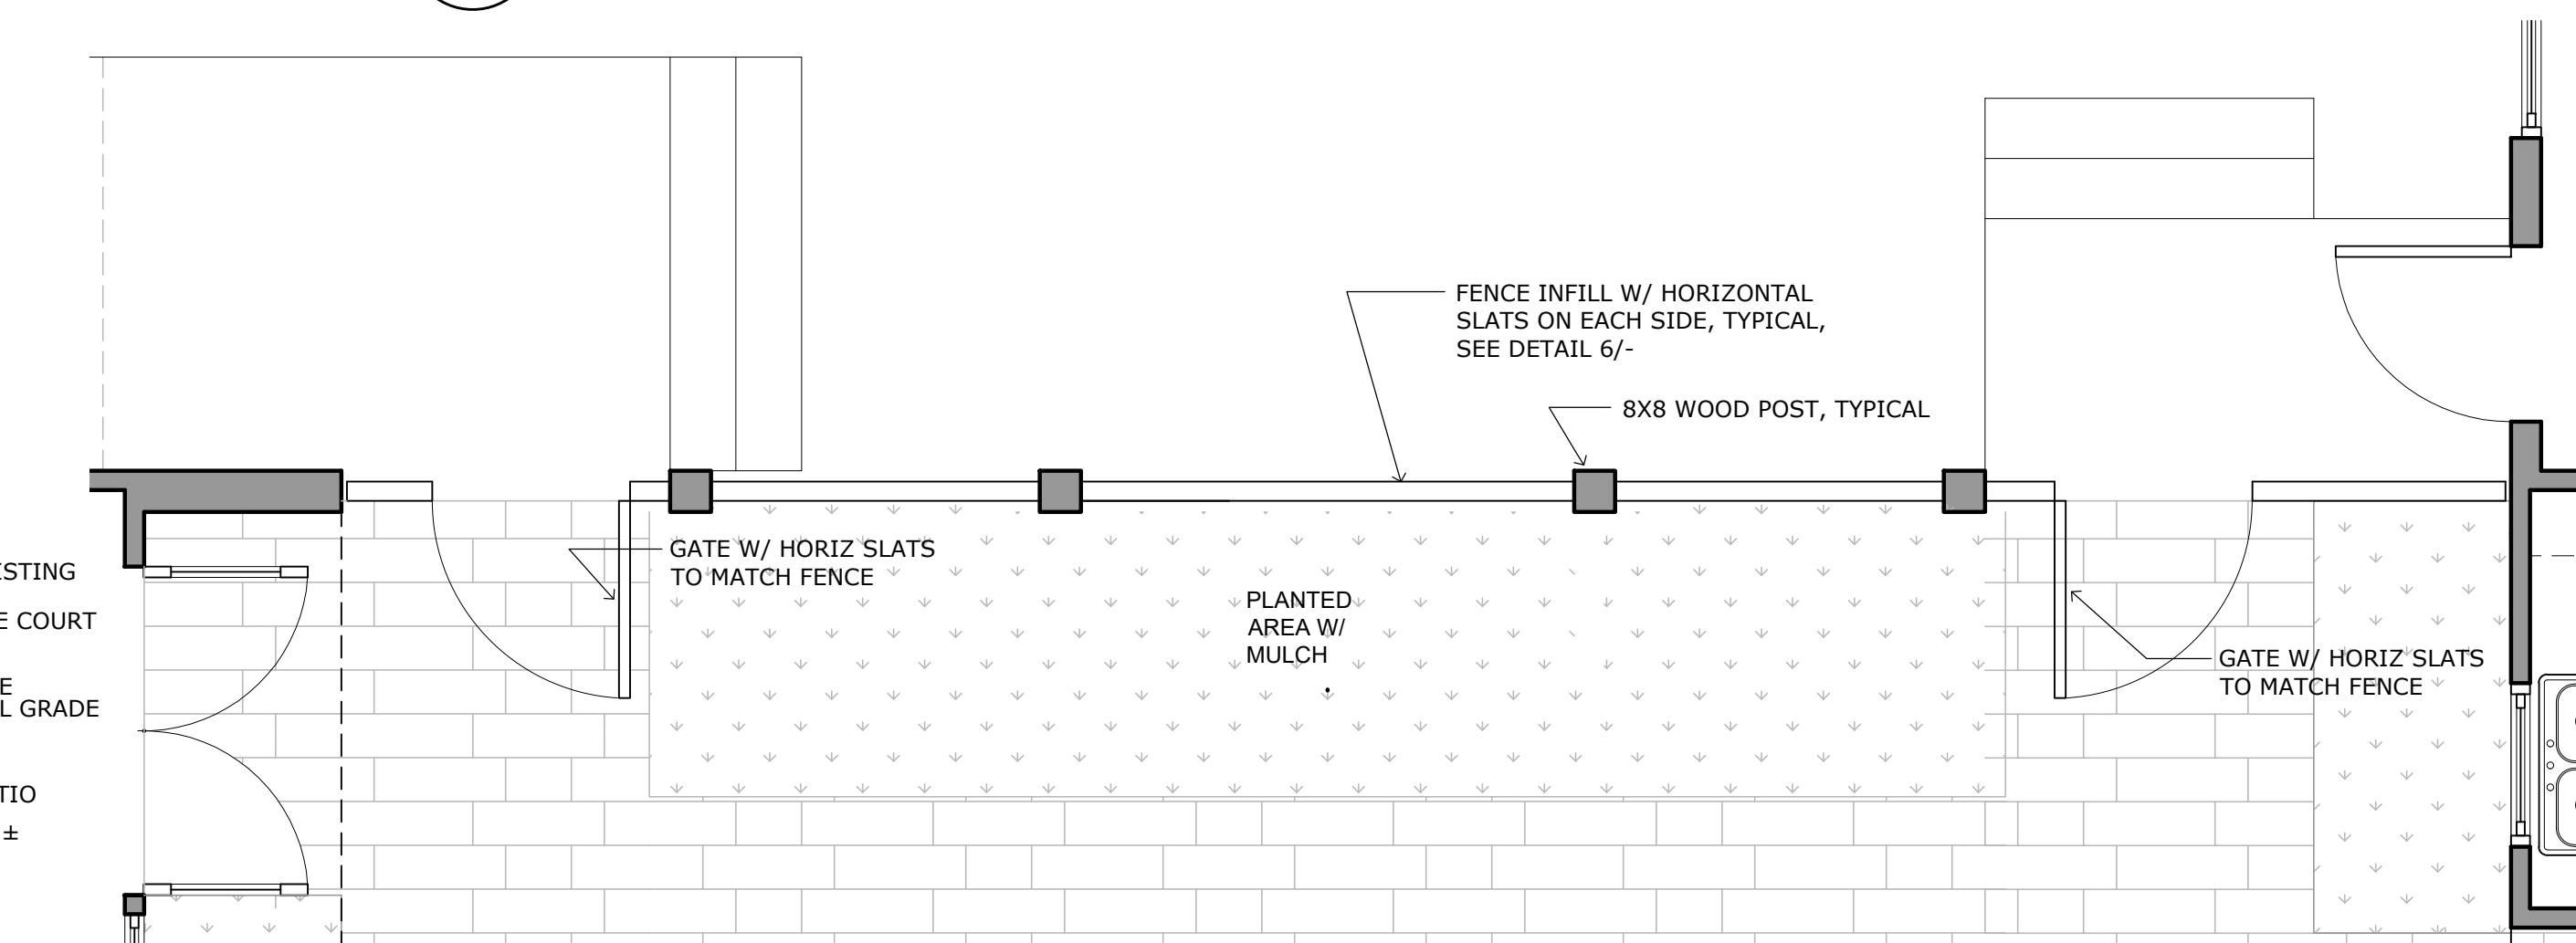 FENCE INFILL W/ HORIZONTAL
SLATS ON EACH SIDE, TYPICAL,
SEE DETAIL 6/-
8X8 WOOD POST, TYPICAL
GATE W/ HORIZ SLATS
TO MATCH FENCE
PLANTED
AREA W/
MULCH
GATE W/ HORIZ SLATS
TO MATCH FENCE
COURT
L GRADE
±